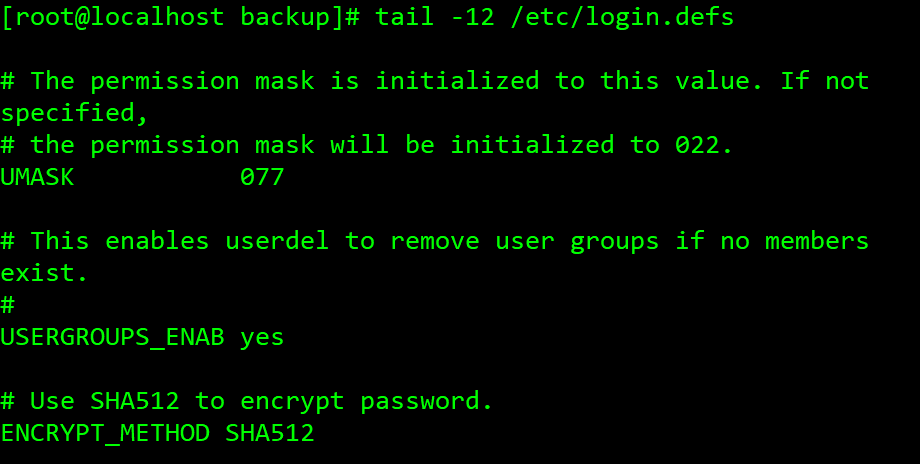 [root@localhost backup]# tail -12 /etc/login.defs
# The permission mask is initialized to this value. If not
specified,
# the permission mask will be initialized to 022.
UMASK           077
# This enables userdel to remove user groups if no members
exist.
#
USERGROUPS_ENAB yes
# Use SHA512 to encrypt password.
ENCRYPT_METHOD SHA512